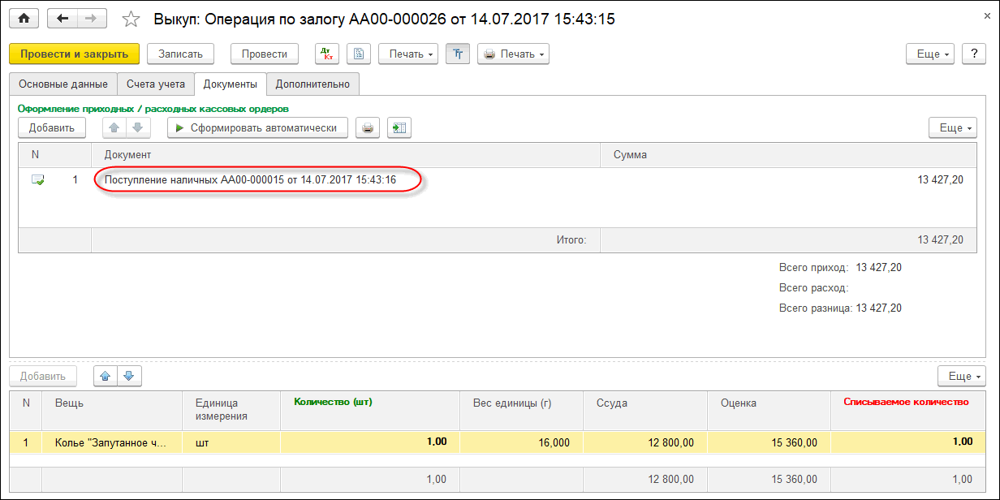 Выкуп: Операция по залогу АА00-000026 от 14.07.2017 15:43:15
Провести и закрыть Записать Провести Дт Кт Печать Тт Печать Еще ?
Основные данные Счета учета Документы Дополнительно
Оформление приходных / расходных кассовых ордеров
Добавить Сформировать автоматически Еще
N Документ Сумма
1 Поступление наличных АА00-000015 от 14.07.2017 15:43:16 13 427,20
Итого: 13 427,20
Всего приход: 13 427,20
Всего расход:
Всего разница: 13 427,20
Добавить Еще
N Вещь Единица измерения Количество (шт) Вес единицы (г) Ссуда Оценка Списываемое количество
1 Колье "Запутанное ч... шт 1,00 16,000 12 800,00 15 360,00 1,00
1,00 12 800,00 15 360,00 1,00